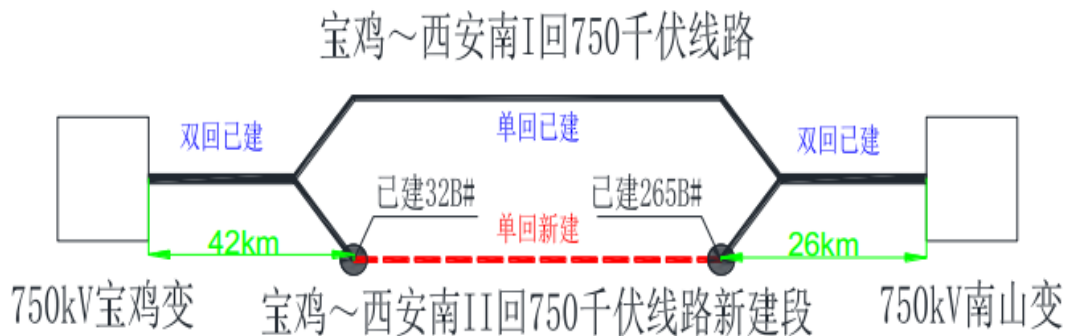 宝鸡～西安南I回750千伏线路
双回已建
单回已建
双回已建
已建32B#
已建265B#
单回新建
42km
26km
750kV宝鸡变
宝鸡～西安南II回750千伏线路新建段
750kV南山变